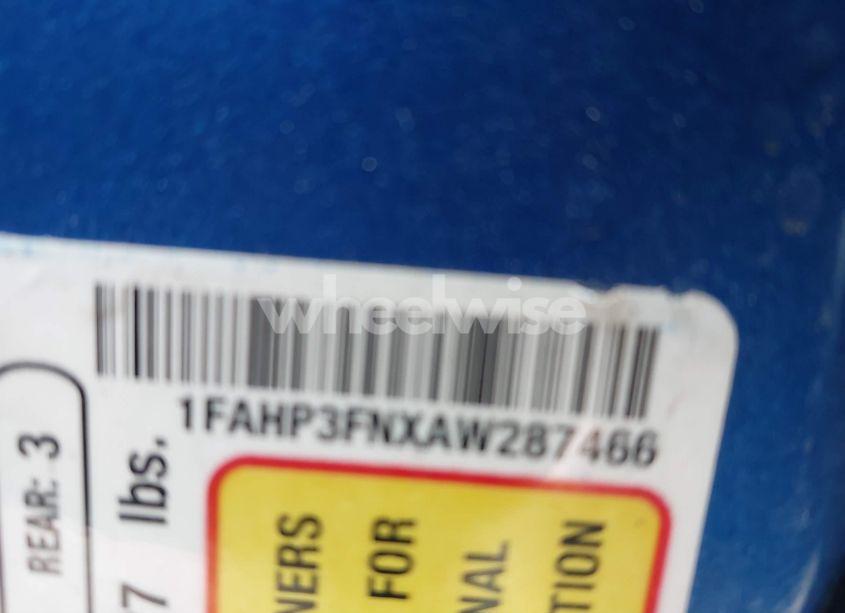 wheelwise
1FAHP3FNXAW287466
REAR: 3
7 lbs.
NERS
FOR
NAL
TION